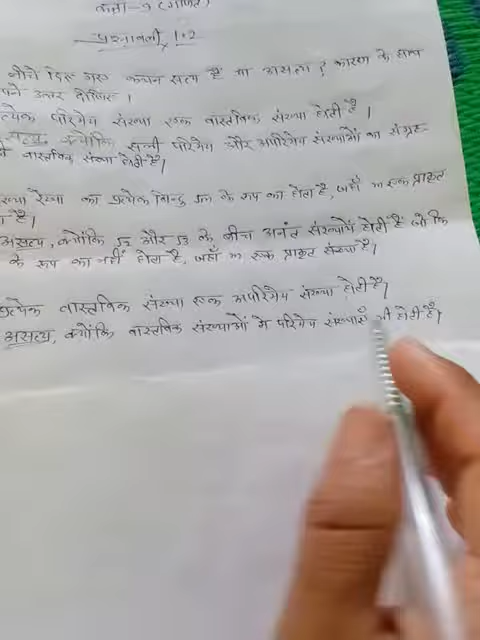 कक्षा-9 (गणित)
प्रश्नावली 1.2
नीचे दिए गए कथन सत्य हैं या असत्य। कारण के साथ
अपने उत्तर दीजिए।
प्रत्येक परिमेय संख्या एक वास्तविक संख्या होती है।
सत्य, क्योंकि सभी परिमेय और अपरिमेय संख्याओं का संग्रह
वास्तविक संख्या होती है।
संख्या रेखा का प्रत्येक बिन्दु √m के रूप का होता है, जहाँ m एक प्राकृत
है।
असत्य, क्योंकि √2 और √3 के बीच अनंत संख्यायें होती हैं जो कि
के रूप का नहीं होता है, जहाँ m एक प्राकृत संख्या है।
प्रत्येक वास्तविक संख्या एक अपरिमेय संख्या होती है।
असत्य, क्योंकि वास्तविक संख्याओं में परिमेय संख्याएँ भी होती है।